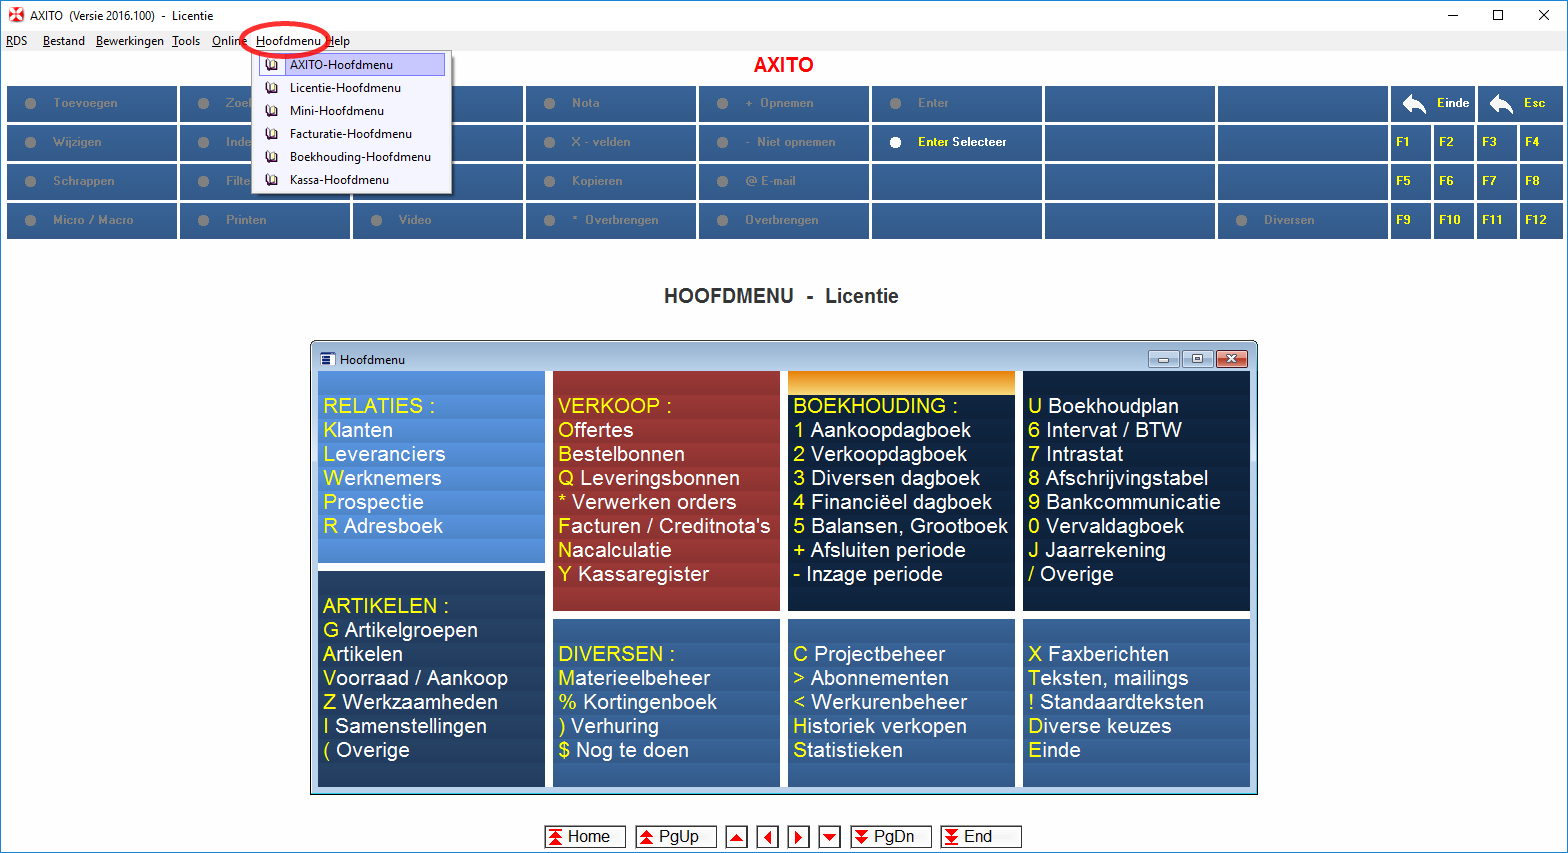 AXITO (Versie 2016.100) - Licentie
RDS Bestand Bewerkingen Tools Online Hoofdmenu Help
AXITO-Hoofdmenu
Licentie-Hoofdmenu
Mini-Hoofdmenu
Facturatie-Hoofdmenu
Boekhouding-Hoofdmenu
Kassa-Hoofdmenu
AXITO
Toevoegen Nota + Opnemen Enter Einde Esc
Wijzigen X - velden - Niet opnemen Enter Selecteer F1 F2 F3 F4
Schrappen Kopieren @ E-mail F5 F6 F7 F8
Micro / Macro Printen Video * Overbrengen Overbrengen Diversen F9 F10 F11 F12
HOOFDMENU - Licentie
Hoofdmenu
RELATIES :
Klanten
Leveranciers
Werknemers
Prospectie
R Adresboek
VERKOOP :
Offertes
Bestelbonnen
Q Leveringsbonnen
* Verwerken orders
Facturen / Creditnota's
Nacalculatie
Y Kassaregister
BOEKHOUDING :
1 Aankoopdagboek
2 Verkoopdagboek
3 Diversen dagboek
4 Financiëel dagboek
5 Balansen, Grootboek
+ Afsluiten periode
- Inzage periode
U Boekhoudplan
6 Intervat / BTW
7 Intrastat
8 Afschrijvingstabel
9 Bankcommunicatie
0 Vervaldagboek
J Jaarrekening
/ Overige
ARTIKELEN :
G Artikelgroepen
Artikelen
Voorraad / Aankoop
Z Werkzaamheden
I Samenstellingen
( Overige
DIVERSEN :
Materieelbeheer
% Kortingenboek
) Verhuring
$ Nog te doen
C Projectbeheer
> Abonnementen
< Werkurenbeheer
Historiek verkopen
Statistieken
X Faxberichten
Teksten, mailings
! Standaardteksten
Diverse keuzes
Einde
Home PgUp PgDn End